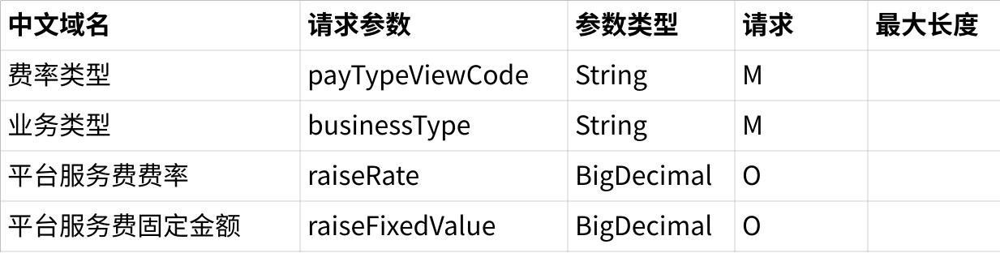 中文域名 请求参数 参数类型 请求 最大长度
费率类型 payTypeViewCode String M
业务类型 businessType String M
平台服务费费率 raiseRate BigDecimal O
平台服务费固定金额 raiseFixedValue BigDecimal O